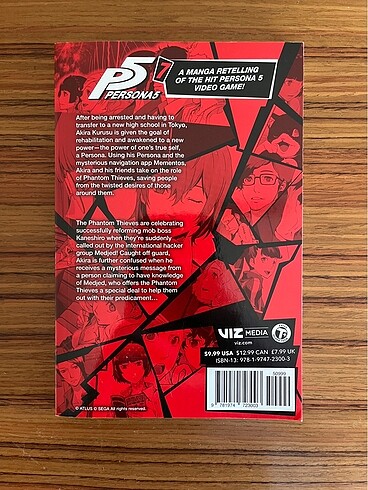 P5
PERSONA5
7
A MANGA RETELLING
OF THE HIT PERSONA 5
VIDEO GAME!
After being arrested and having to
transfer to a new high school in Tokyo,
Akira Kurusu is given the goal of
rehabilitation and awakened to a new
power—the power of one's true self,
a Persona. Using his Persona and the
mysterious navigation app Mementos,
Akira and his friends take on the role
of Phantom Thieves, saving people
from the twisted desires of those
around them.
The Phantom Thieves are celebrating
successfully reforming mob boss
Kaneshiro when they're suddenly
called out by the international hacker
group Medjed! Caught off guard,
Akira is further confused when he
receives a mysterious message from
a person claiming to have knowledge
of Medjed, who offers the Phantom
Thieves a special deal to help them
out with their predicament...
VIZ MEDIA
viz.com
$9.99 USA $12.99 CAN £7.99 UK
ISBN-13: 978-1-9747-2300-3
50999
9 781974 723003
© ATLUS © SEGA All rights reserved.